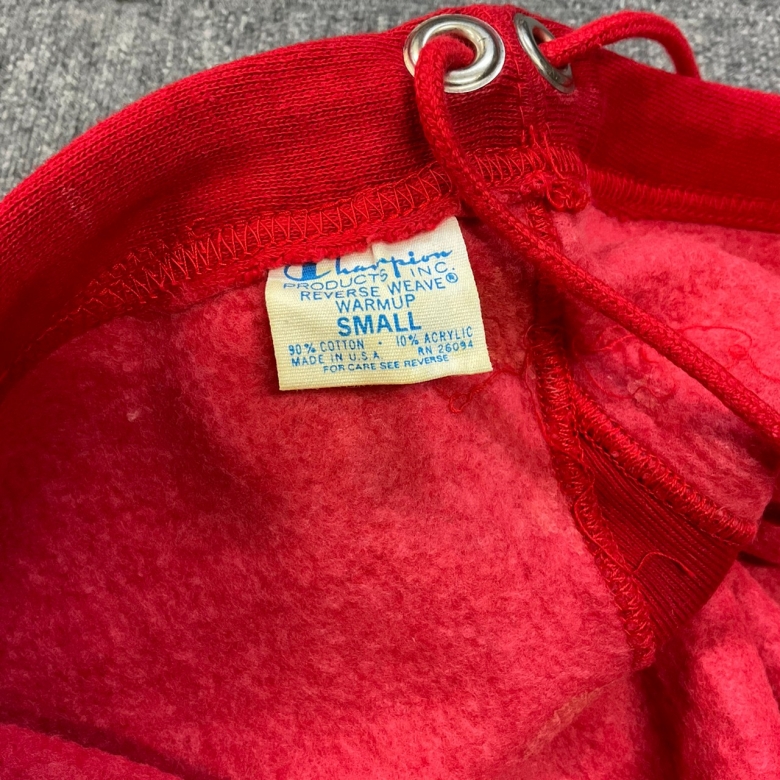 Champion
PRODUCTS INC.
REVERSE WEAVE®
WARMUP
SMALL
90% COTTON · 10% ACRYLIC
MADE IN U.S.A. RN 26094
FOR CARE SEE REVERSE